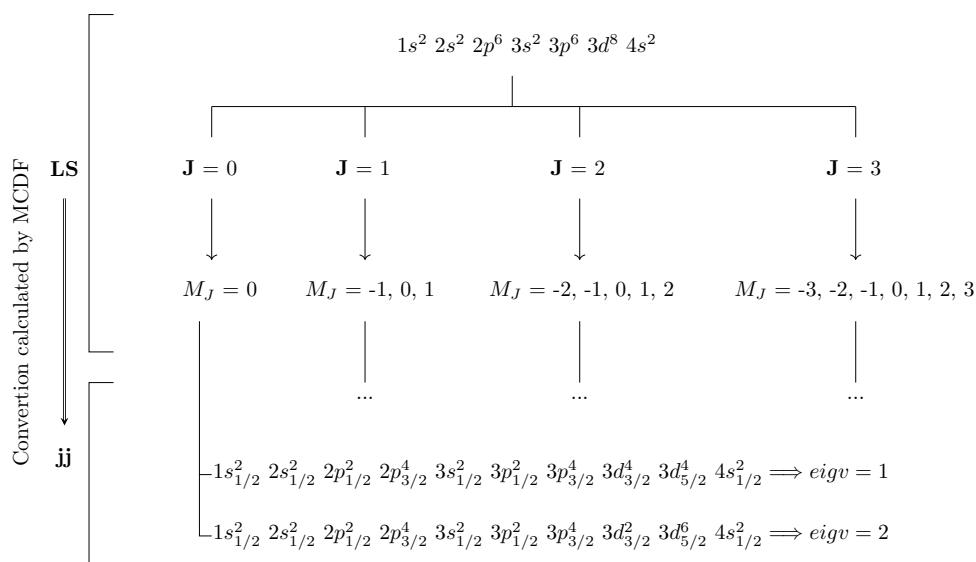 1s² 2s² 2p⁶ 3s² 3p⁶ 3d⁸ 4s²
Convertion calculated by MCDF
LS
J = 0 J = 1 J = 2 J = 3
M_J = 0 M_J = -1, 0, 1 M_J = -2, -1, 0, 1, 2 M_J = -3, -2, -1, 0, 1, 2, 3
... ... ...
jj
1s²_{1/2} 2s²_{1/2} 2p²_{1/2} 2p⁴_{3/2} 3s²_{1/2} 3p²_{1/2} 3p⁴_{3/2} 3d⁴_{3/2} 3d⁴_{5/2} 4s²_{1/2} ⟹ eigv = 1
1s²_{1/2} 2s²_{1/2} 2p²_{1/2} 2p⁴_{3/2} 3s²_{1/2} 3p²_{1/2} 3p⁴_{3/2} 3d²_{3/2} 3d⁶_{5/2} 4s²_{1/2} ⟹ eigv = 2